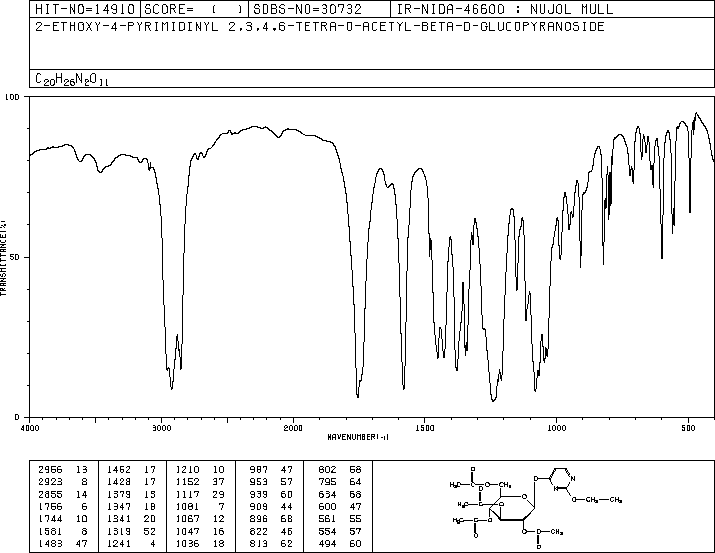 HIT-NO=14910 SCORE= ( ) SDBS-NO=30732 IR-NIDA-46600 : NUJOL MULL
2-ETHOXY-4-PYRIMIDINYL 2,3,4,6-TETRA-O-ACETYL-BETA-D-GLUCOPYRANOSIDE
C20H26N2O11
100
50
0
TRANSMITTANCE(%)
4000 3000 2000 1500 1000 500
WAVENUMBER(-1)
2956 13 1462 17 1210 10 987 47 802 58
2923 8 1428 17 1152 37 953 57 795 64
2855 14 1379 13 1117 29 939 60 634 68
1756 6 1347 18 1081 7 909 44 600 47
1744 10 1341 20 1067 12 896 68 561 55
1581 8 1319 52 1047 16 822 46 554 57
1483 47 1241 4 1036 18 813 62 494 60